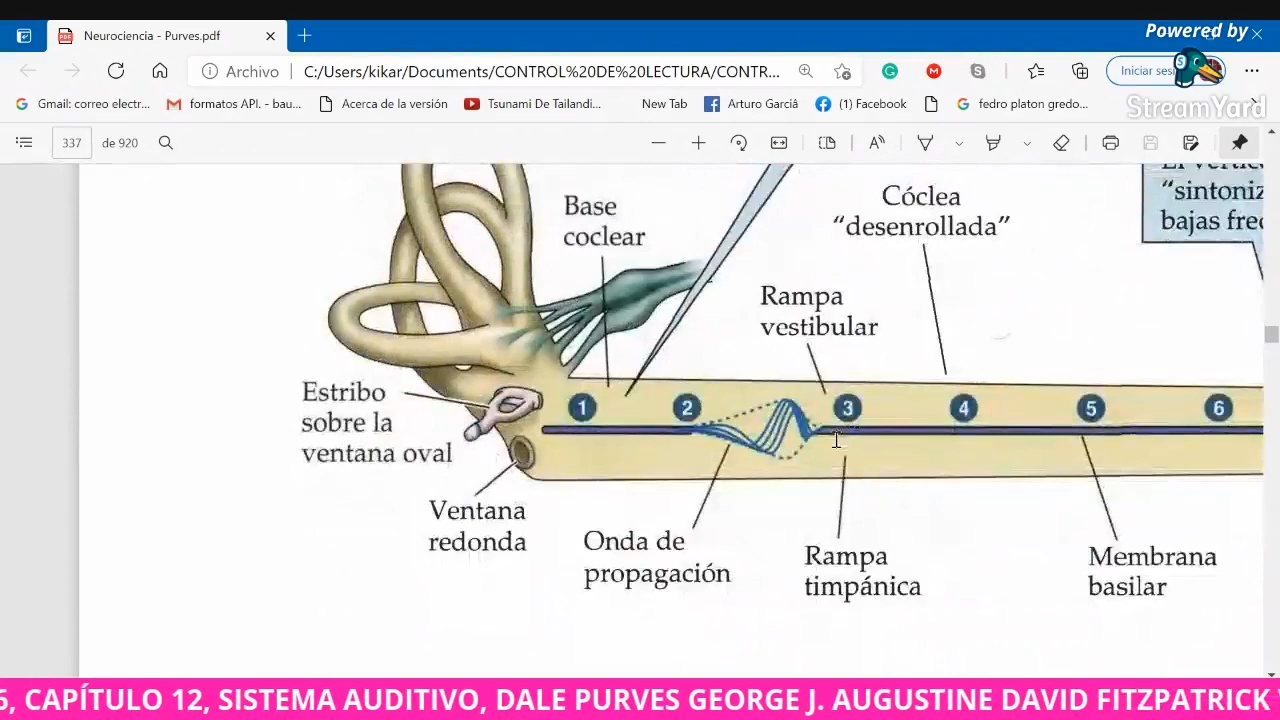 Powered by
Neurociencia - Purves.pdf
Archivo
C:/Users/kikar/Documents/CONTROL%20DE%20LECTURA/CONTR...
Iniciar
StreamYard
Gmail: correo electr...
formatos API. - bau...
Acerca de la versión
Tsunami De Tailandi...
New Tab
Arturo Garciâ
(1) Facebook
fedro platon gredo...
337
de 920
Base
coclear
Cóclea
“desenrollada”
“sintoniz
bajas frec
Rampa
vestibular
Estribo
sobre la
ventana oval
1
2
3
4
5
6
Ventana
redonda
Onda de
propagación
Rampa
timpánica
Membrana
basilar
6, CAPÍTULO 12, SISTEMA AUDITIVO, DALE PURVES GEORGE J. AUGUSTINE DAVID FITZPATRICK